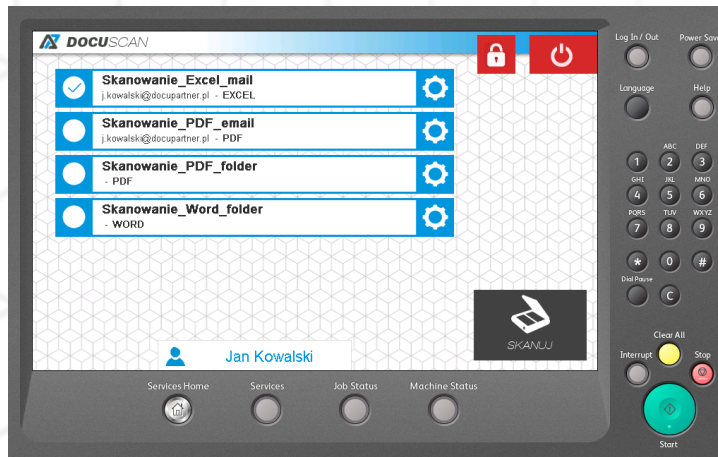 DOCUSCAN
Skanowanie_Excel_mail
j.kowalski@docupartner.pl - EXCEL
Skanowanie_PDF_email
j.kowalski@docupartner.pl - PDF
Skanowanie_PDF_folder
- PDF
Skanowanie_Word_folder
- WORD
SKANUJ
Jan Kowalski
Services Home
Services
Job Status
Machine Status
Log In / Out
Power Save
Language
Help
ABC
DEF
1
2
3
GHI
JKL
MNO
4
5
6
PQRS
TUV
WXYZ
7
8
9
*
0
#
Dial Pause
C
Clear All
Interrupt
Stop
Start